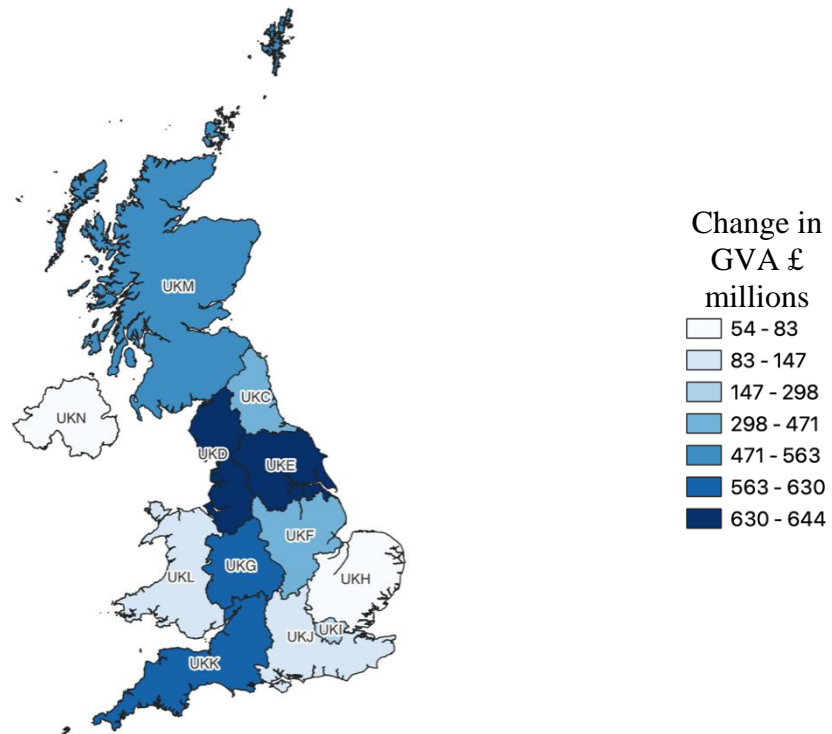 UKM
UKN
UKC
UKD
UKE
UKF
UKG
UKL
UKH
UKI
UKJ
UKK
Change in
GVA £
millions
54 - 83
83 - 147
147 - 298
298 - 471
471 - 563
563 - 630
630 - 644